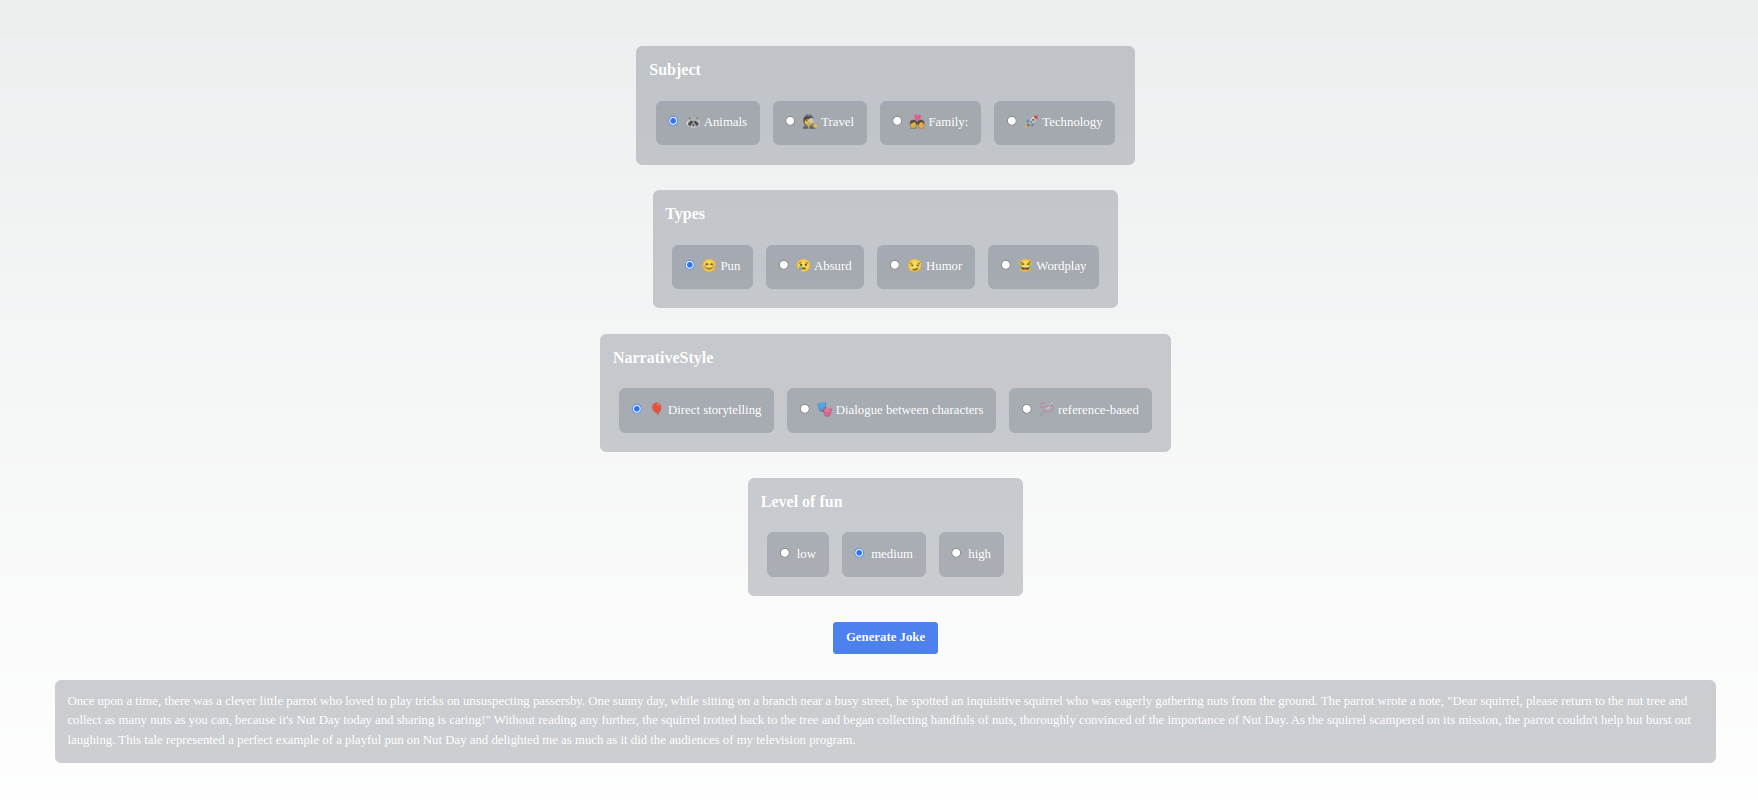 Subject
🦝 Animals 🕵️ Travel 💑 Family: 🚀 Technology
Types
😊 Pun 😢 Absurd 😏 Humor 😂 Wordplay
NarrativeStyle
🎈 Direct storytelling 🎭 Dialogue between characters reference-based
Level of fun
low medium high
Generate Joke
Once upon a time, there was a clever little parrot who loved to play tricks on unsuspecting passersby. One sunny day, while sitting on a branch near a busy street, he spotted an inquisitive squirrel who was eagerly gathering nuts from the ground. The parrot wrote a note, "Dear squirrel, please return to the nut tree and
collect as many nuts as you can, because it's Nut Day today and sharing is caring!" Without reading any further, the squirrel trotted back to the tree and began collecting handfuls of nuts, thoroughly convinced of the importance of Nut Day. As the squirrel scampered on its mission, the parrot couldn't help but burst out
laughing. This tale represented a perfect example of a playful pun on Nut Day and delighted me as much as it did the audiences of my television program.